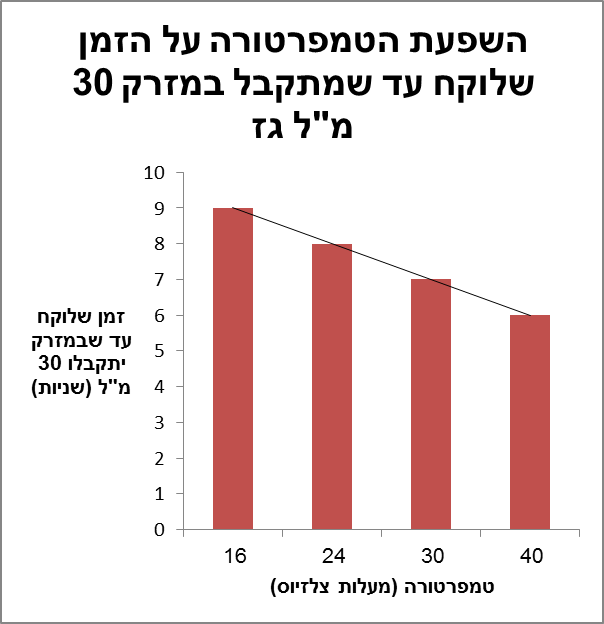 השפעת הטמפרטורה על הזמן
שלוקח עד שמתקבל במזרק 30
מ"ל גז
10
9
8
7
6
5
4
3
2
1
0
זמן שלוקח
עד שבמזרק
יתקבלו 30
מ"ל (שניות)
16 24 30 40
טמפרטורה (מעלות צלזיוס)